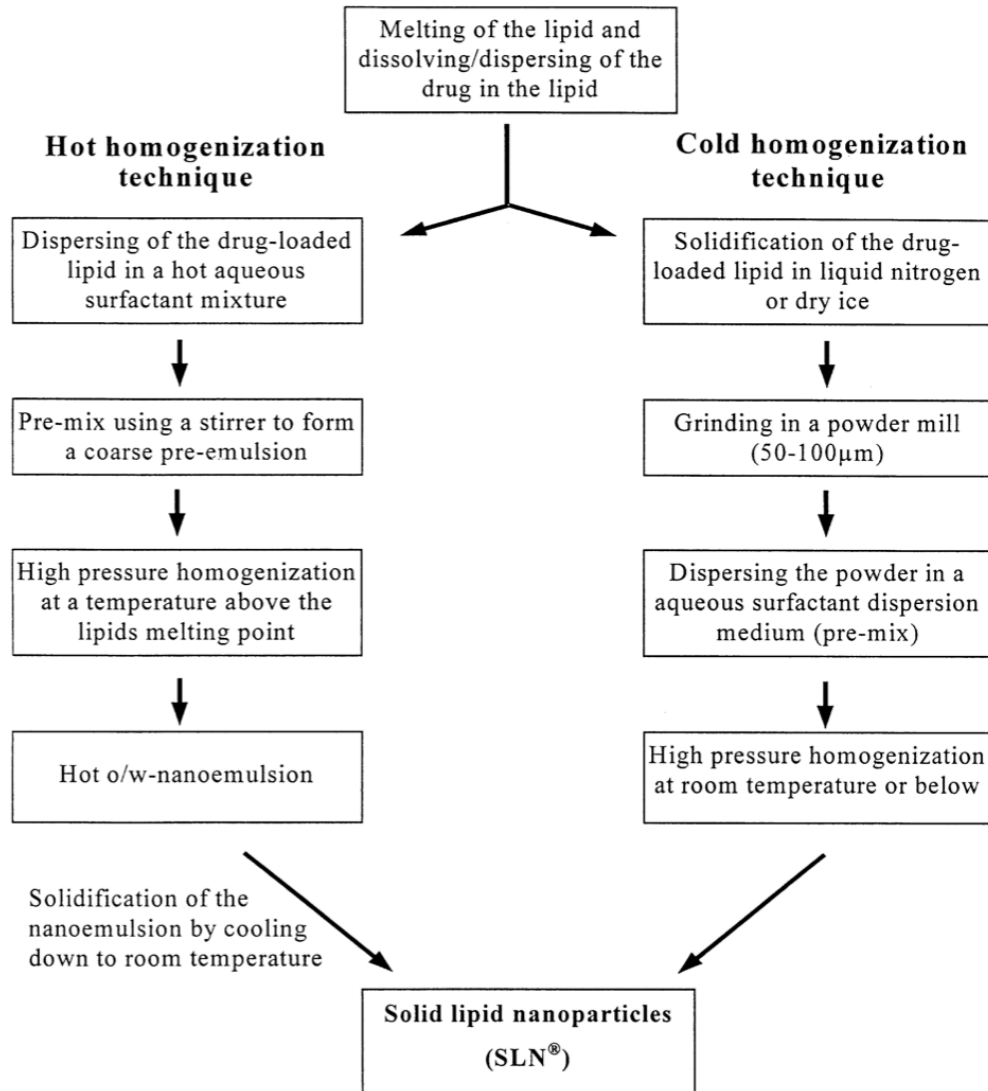 Melting of the lipid and
dissolving/dispersing of the
drug in the lipid
Hot homogenization
technique
Cold homogenization
technique
Dispersing of the drug-loaded
lipid in a hot aqueous
surfactant mixture
Solidification of the drug-
loaded lipid in liquid nitrogen
or dry ice
Pre-mix using a stirrer to form
a coarse pre-emulsion
Grinding in a powder mill
(50-100µm)
High pressure homogenization
at a temperature above the
lipids melting point
Dispersing the powder in a
aqueous surfactant dispersion
medium (pre-mix)
Hot o/w-nanoemulsion
High pressure homogenization
at room temperature or below
Solidification of the
nanoemulsion by cooling
down to room temperature
Solid lipid nanoparticles
(SLN®)